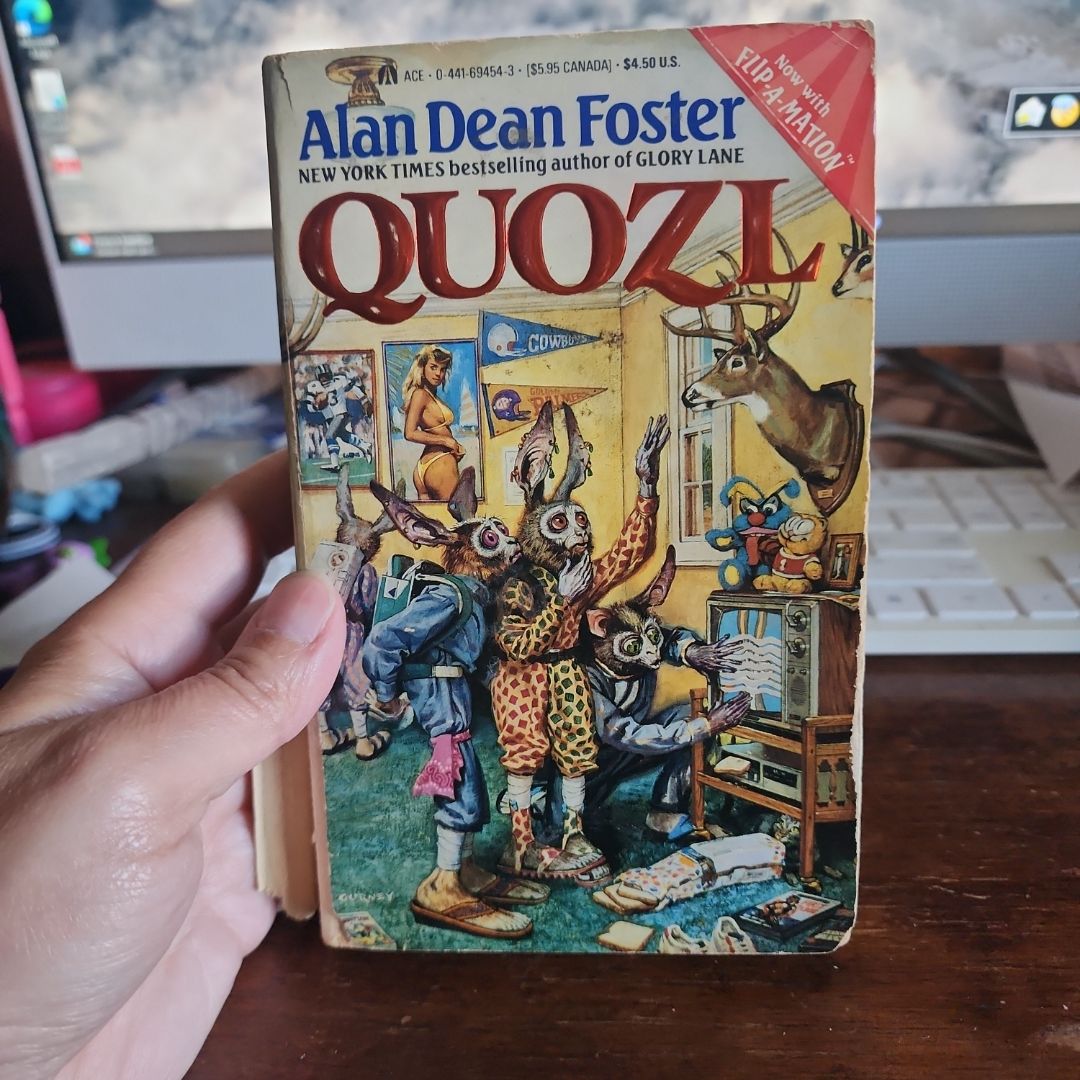 ACE • 0-441-69454-3 • [$5.95 CANADA] • $4.50 U.S.
Now with
FLIP-A-MATION™
Alan Dean Foster
NEW YORK TIMES bestselling author of GLORY LANE
QUOZL
COWBOYS
GURNEY